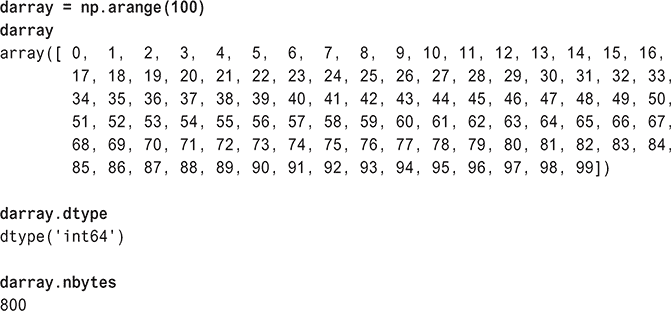 darray = np.arange(100)
darray
array([ 0, 1, 2, 3, 4, 5, 6, 7, 8, 9, 10, 11, 12, 13, 14, 15, 16,
17, 18, 19, 20, 21, 22, 23, 24, 25, 26, 27, 28, 29, 30, 31, 32, 33,
34, 35, 36, 37, 38, 39, 40, 41, 42, 43, 44, 45, 46, 47, 48, 49, 50,
51, 52, 53, 54, 55, 56, 57, 58, 59, 60, 61, 62, 63, 64, 65, 66, 67,
68, 69, 70, 71, 72, 73, 74, 75, 76, 77, 78, 79, 80, 81, 82, 83, 84,
85, 86, 87, 88, 89, 90, 91, 92, 93, 94, 95, 96, 97, 98, 99])
darray.dtype
dtype('int64')
darray.nbytes
800